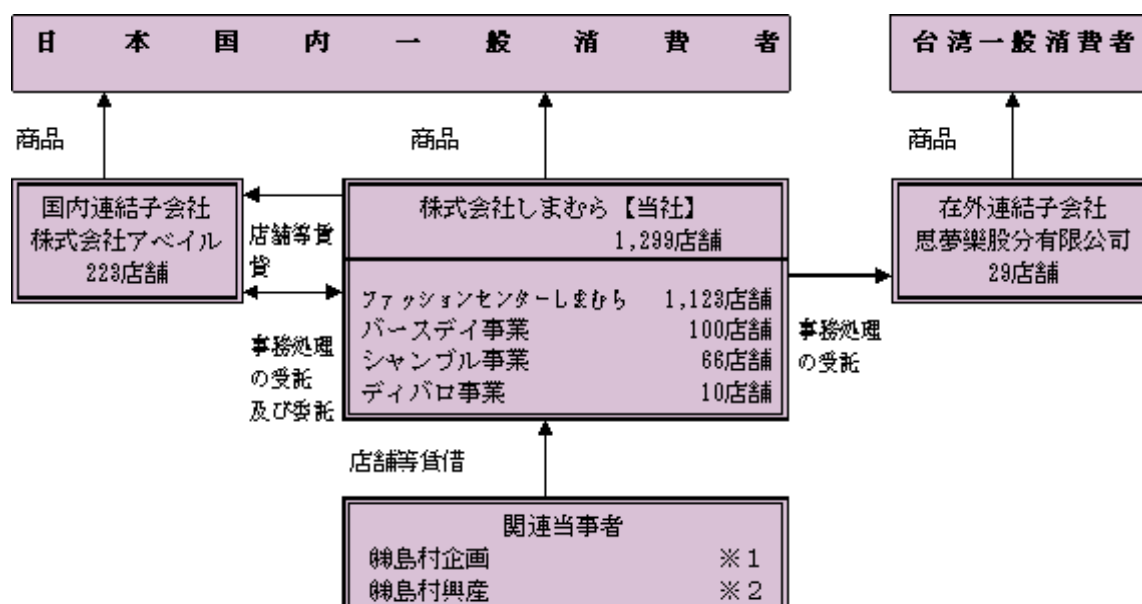 日本国内一般消費者
台湾一般消費者
商品
商品
商品
国内連結子会社
株式会社アベイル
223店舗
店舗等賃
貸
事務処理
の受託
及び委託
株式会社しまむら【当社】
1,299店舗
ファッションセンターしまむら 1,123店舗
バースデイ事業 100店舗
シャンブル事業 66店舗
ディバロ事業 10店舗
事務処理
の受託
在外連結子会社
思夢樂股分有限公司
29店舗
店舗等賃借
関連当事者
㈱島村企画 ※1
㈱島村興産 ※2